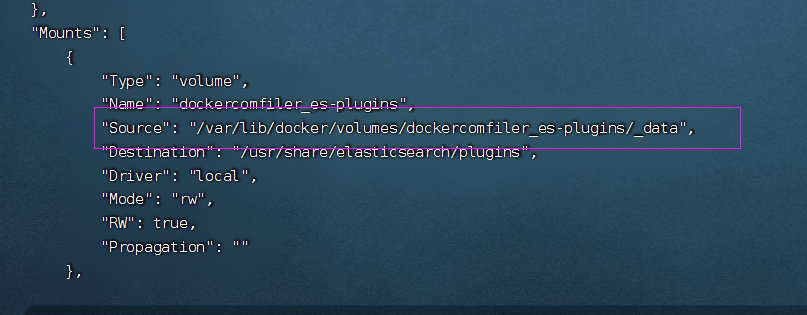 },
"Mounts": [
{
"Type": "volume",
"Name": "dockercomfiler_es-plugins",
"Source": "/var/lib/docker/volumes/dockercomfiler_es-plugins/_data",
"Destination": "/usr/share/elasticsearch/plugins",
"Driver": "local",
"Mode": "rw",
"RW": true,
"Propagation": ""
},